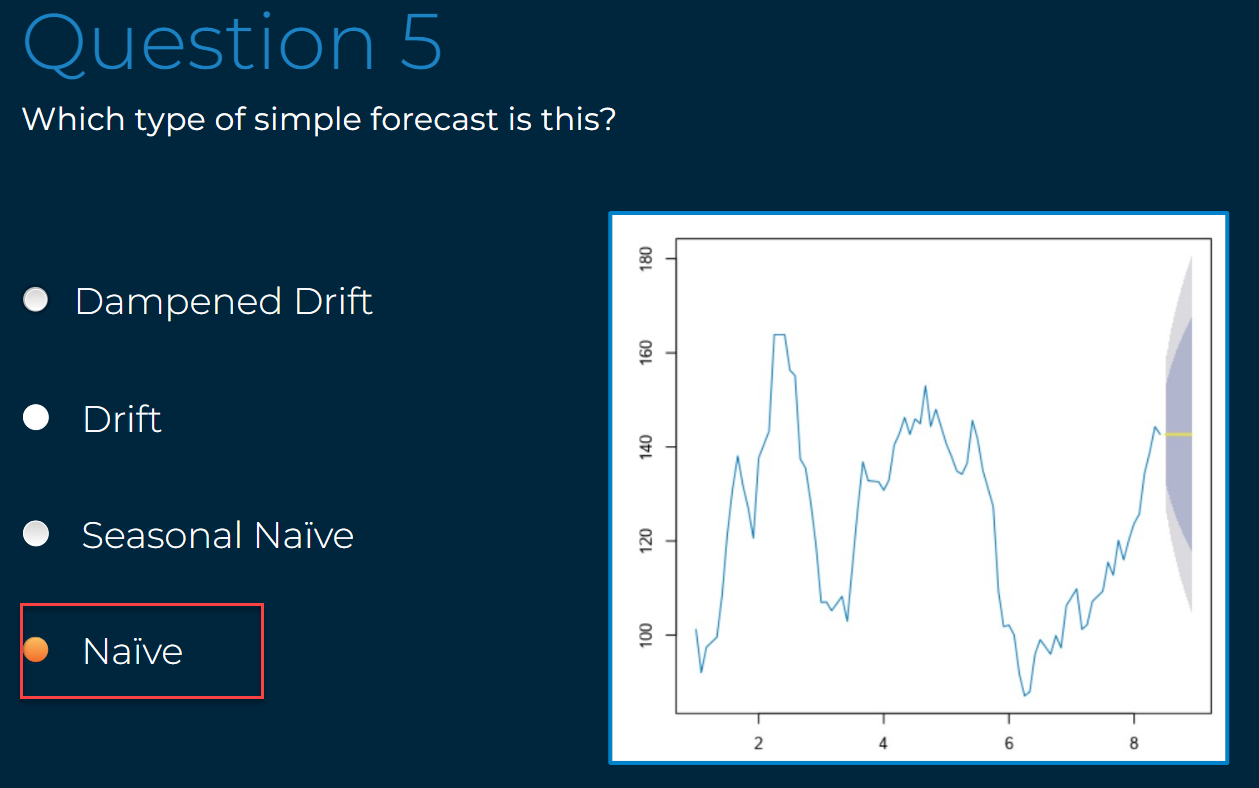 Question 5
Which type of simple forecast is this?
Dampened Drift
Drift
Seasonal Naïve
Naïve
180
160
140
120
100
2 4 6 8